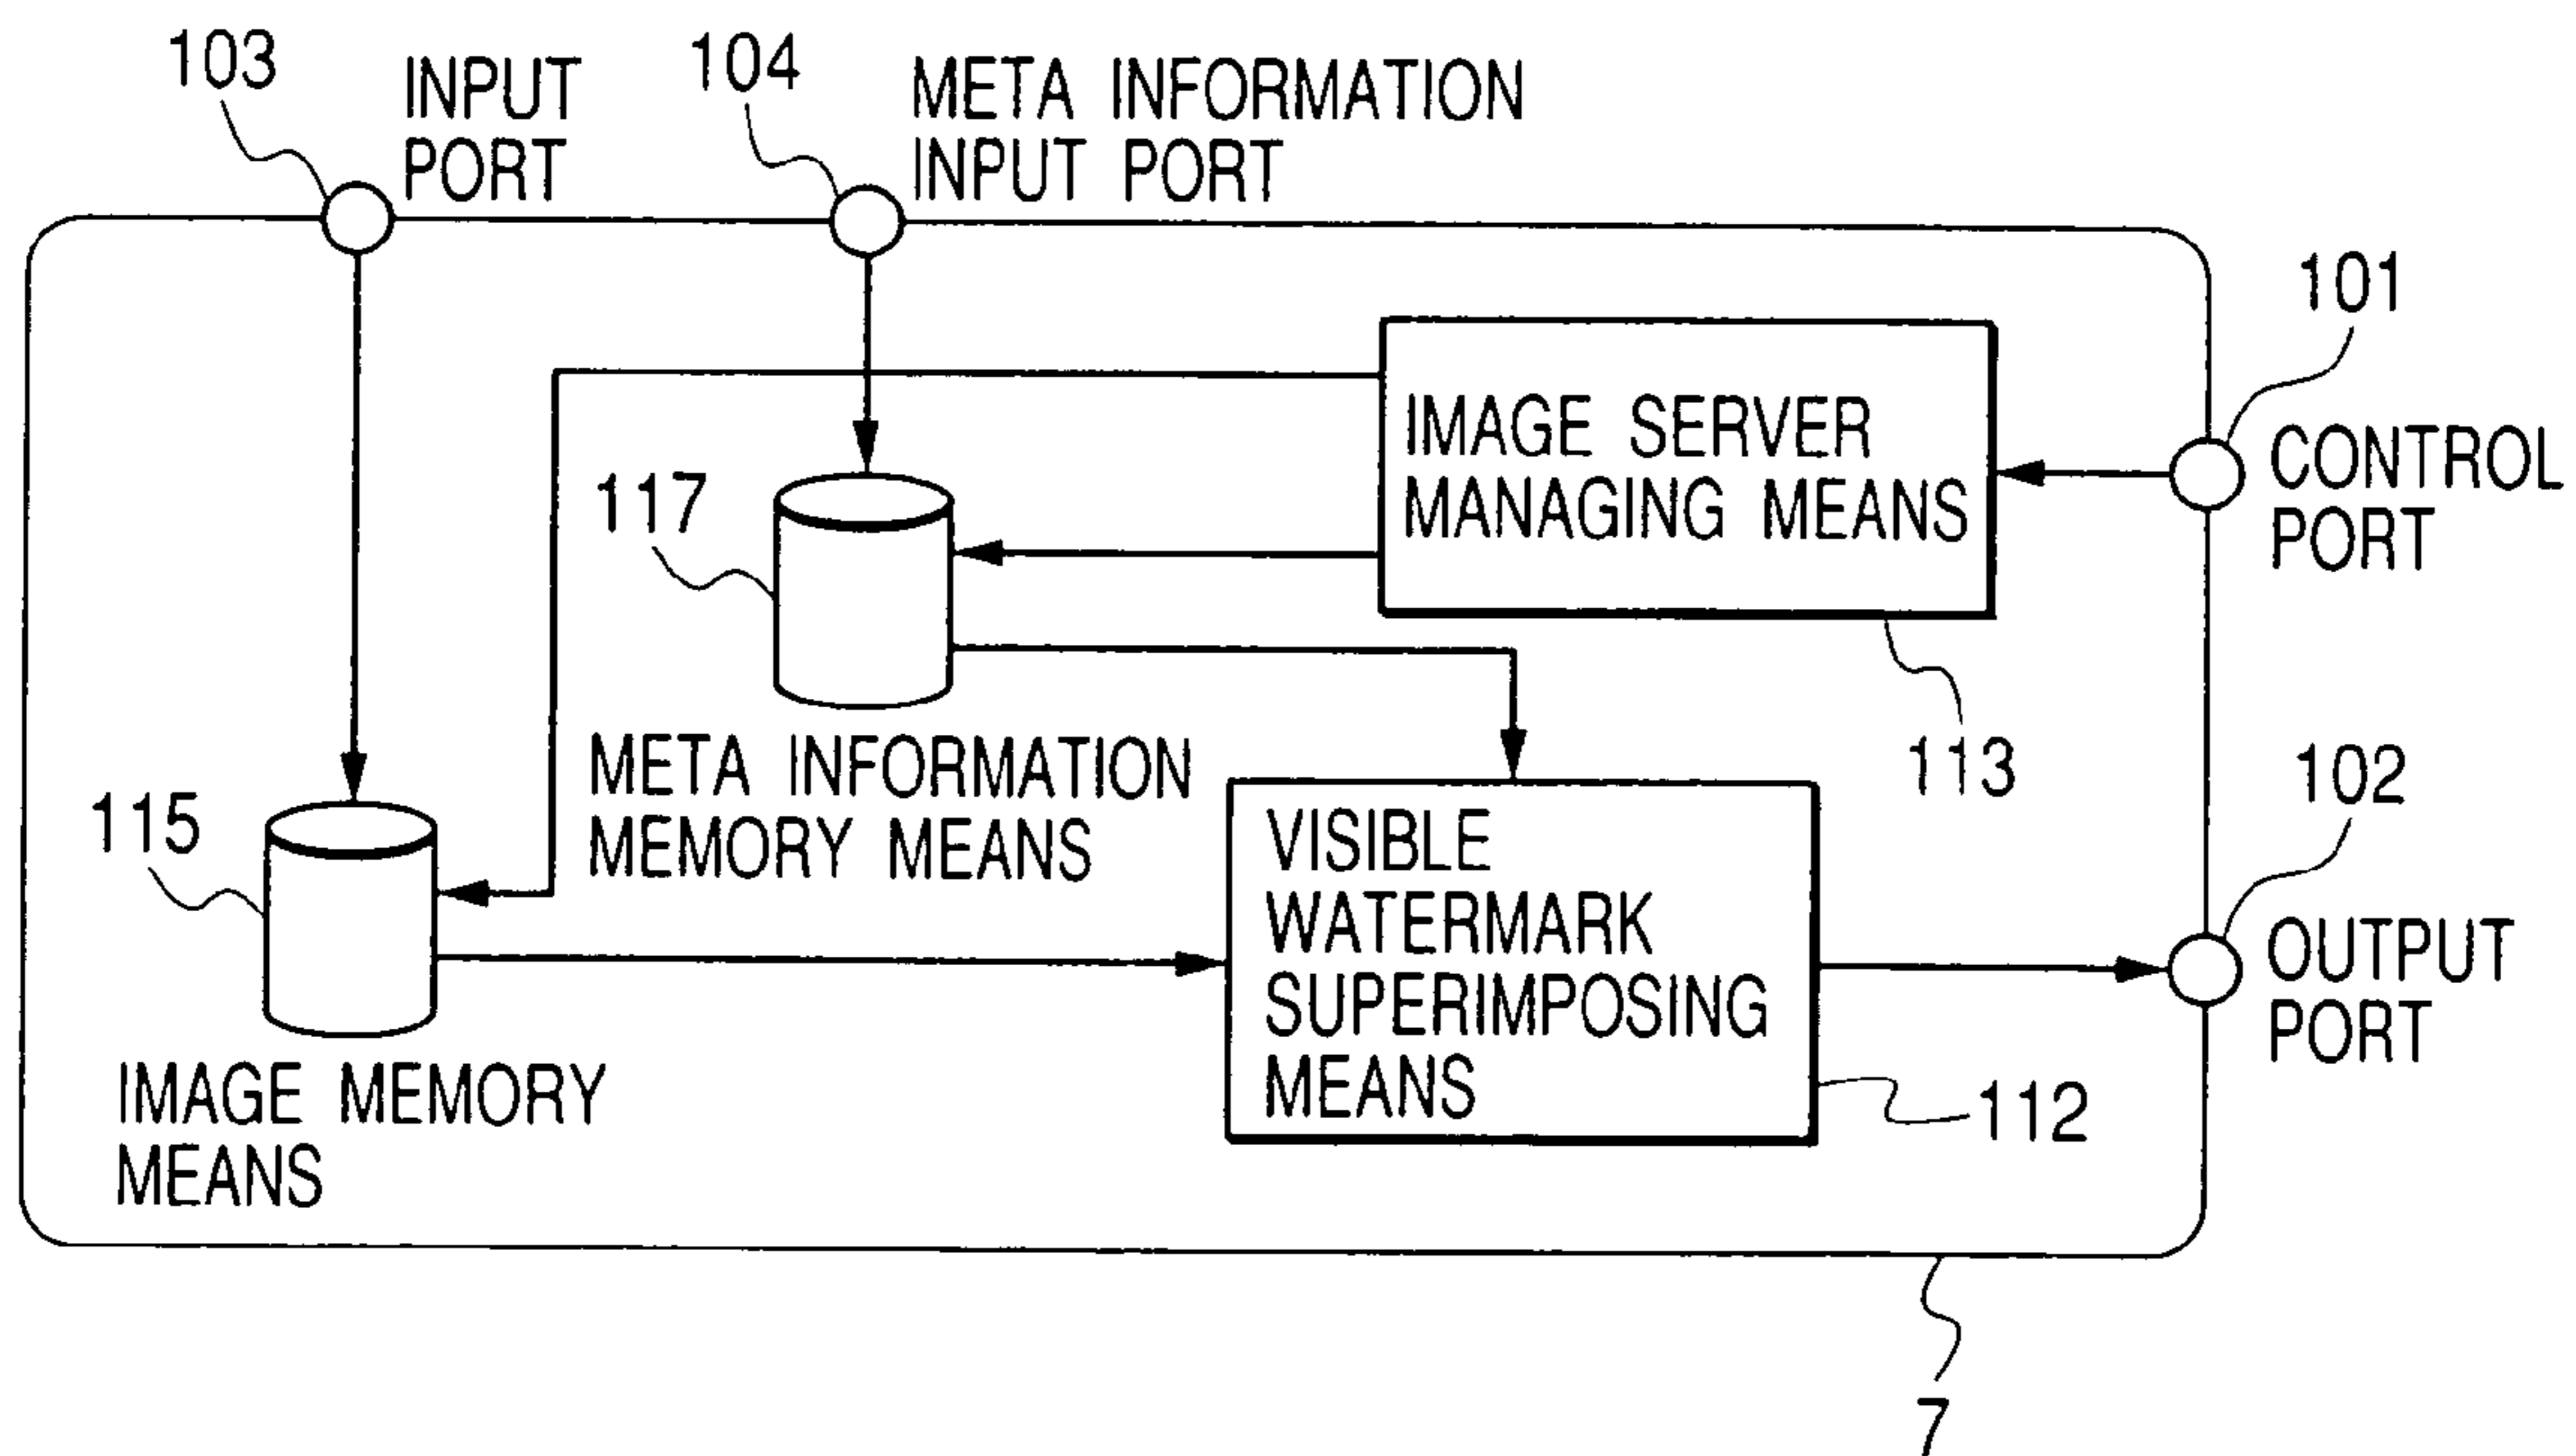 103
INPUT
PORT
104
META INFORMATION
INPUT PORT
101
CONTROL
PORT
IMAGE SERVER
MANAGING MEANS
117
113
META INFORMATION
MEMORY MEANS
102
OUTPUT
PORT
115
VISIBLE
WATERMARK
SUPERIMPOSING
MEANS
112
IMAGE MEMORY
MEANS
7